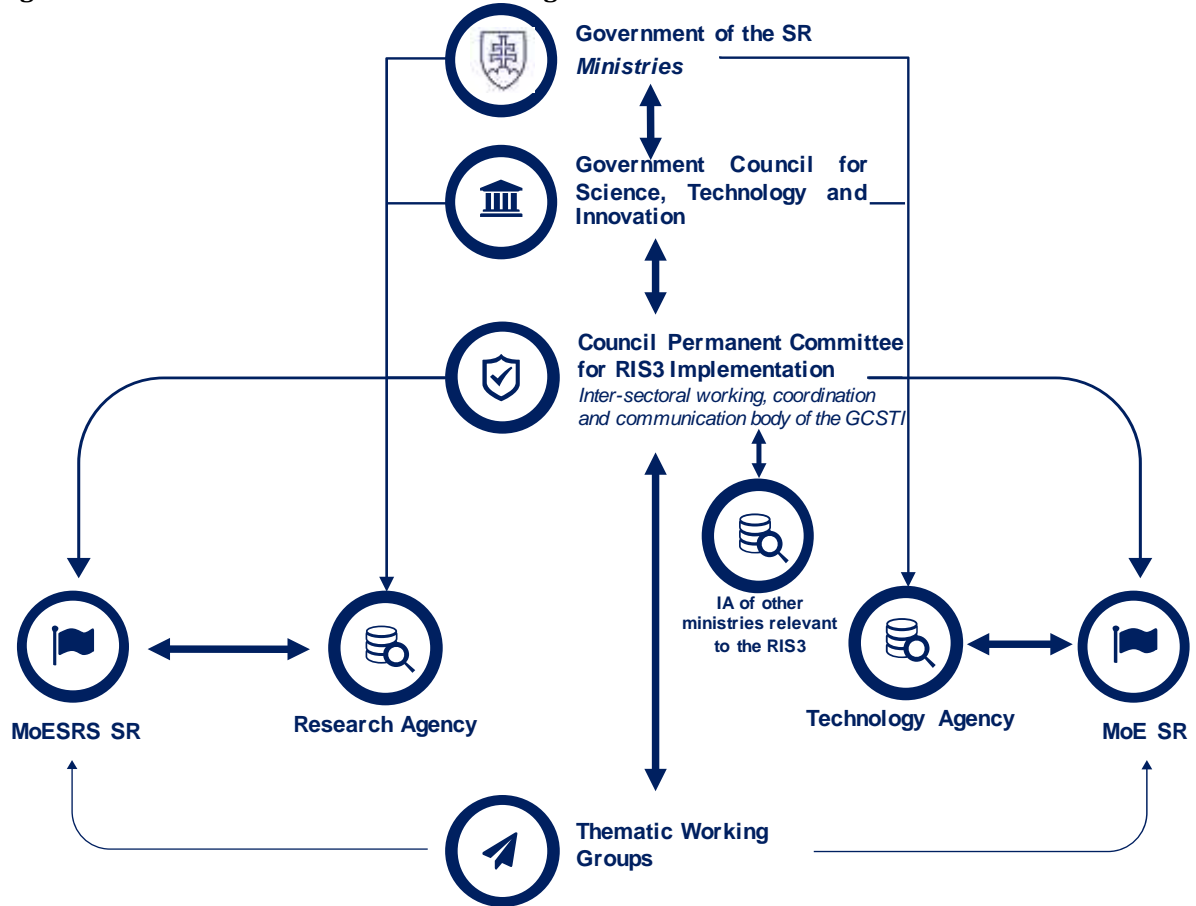 Government of the SR
Ministries
Government Council for
Science, Technology and
Innovation
Council Permanent Committee
for RIS3 Implementation
Inter-sectoral working, coordination
and communication body of the GCSTI
IA of other
ministries relevant
to the RIS3
MoESRS SR
Research Agency
Technology Agency
MoE SR
Thematic Working
Groups